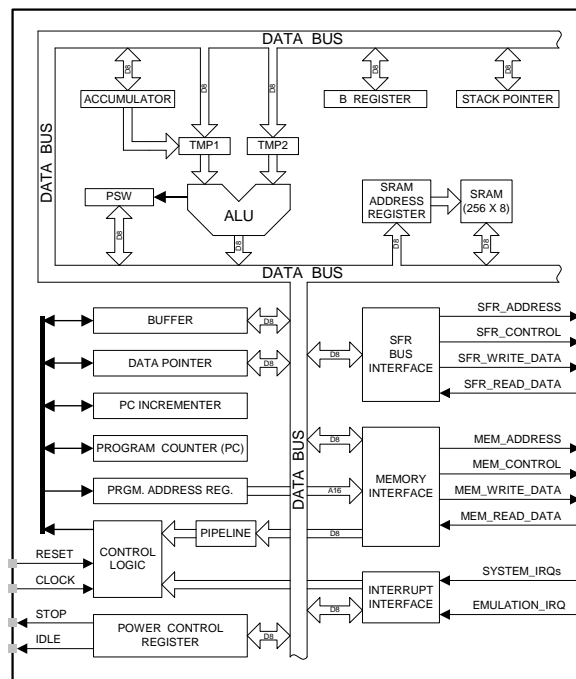 DATA BUS
D8
D8
D8
D8
D8
ACCUMULATOR
B REGISTER
STACK POINTER
DATA BUS
TMP1
TMP2
PSW
ALU
SRAM
ADDRESS
REGISTER
SRAM
(256 X 8)
D8
D8
D8
D8
DATA BUS
BUFFER
D8
DATA POINTER
D8
PC INCREMENTER
PROGRAM COUNTER (PC)
PRGM. ADDRESS REG.
A16
DATA BUS
D8
SFR
BUS
INTERFACE
SFR_ADDRESS
SFR_CONTROL
SFR_WRITE_DATA
SFR_READ_DATA
D8
MEMORY
INTERFACE
MEM_ADDRESS
MEM_CONTROL
MEM_WRITE_DATA
MEM_READ_DATA
RESET
CLOCK
CONTROL
LOGIC
PIPELINE
D8
STOP
IDLE
POWER CONTROL
REGISTER
D8
D8
INTERRUPT
INTERFACE
SYSTEM_IRQs
EMULATION_IRQ